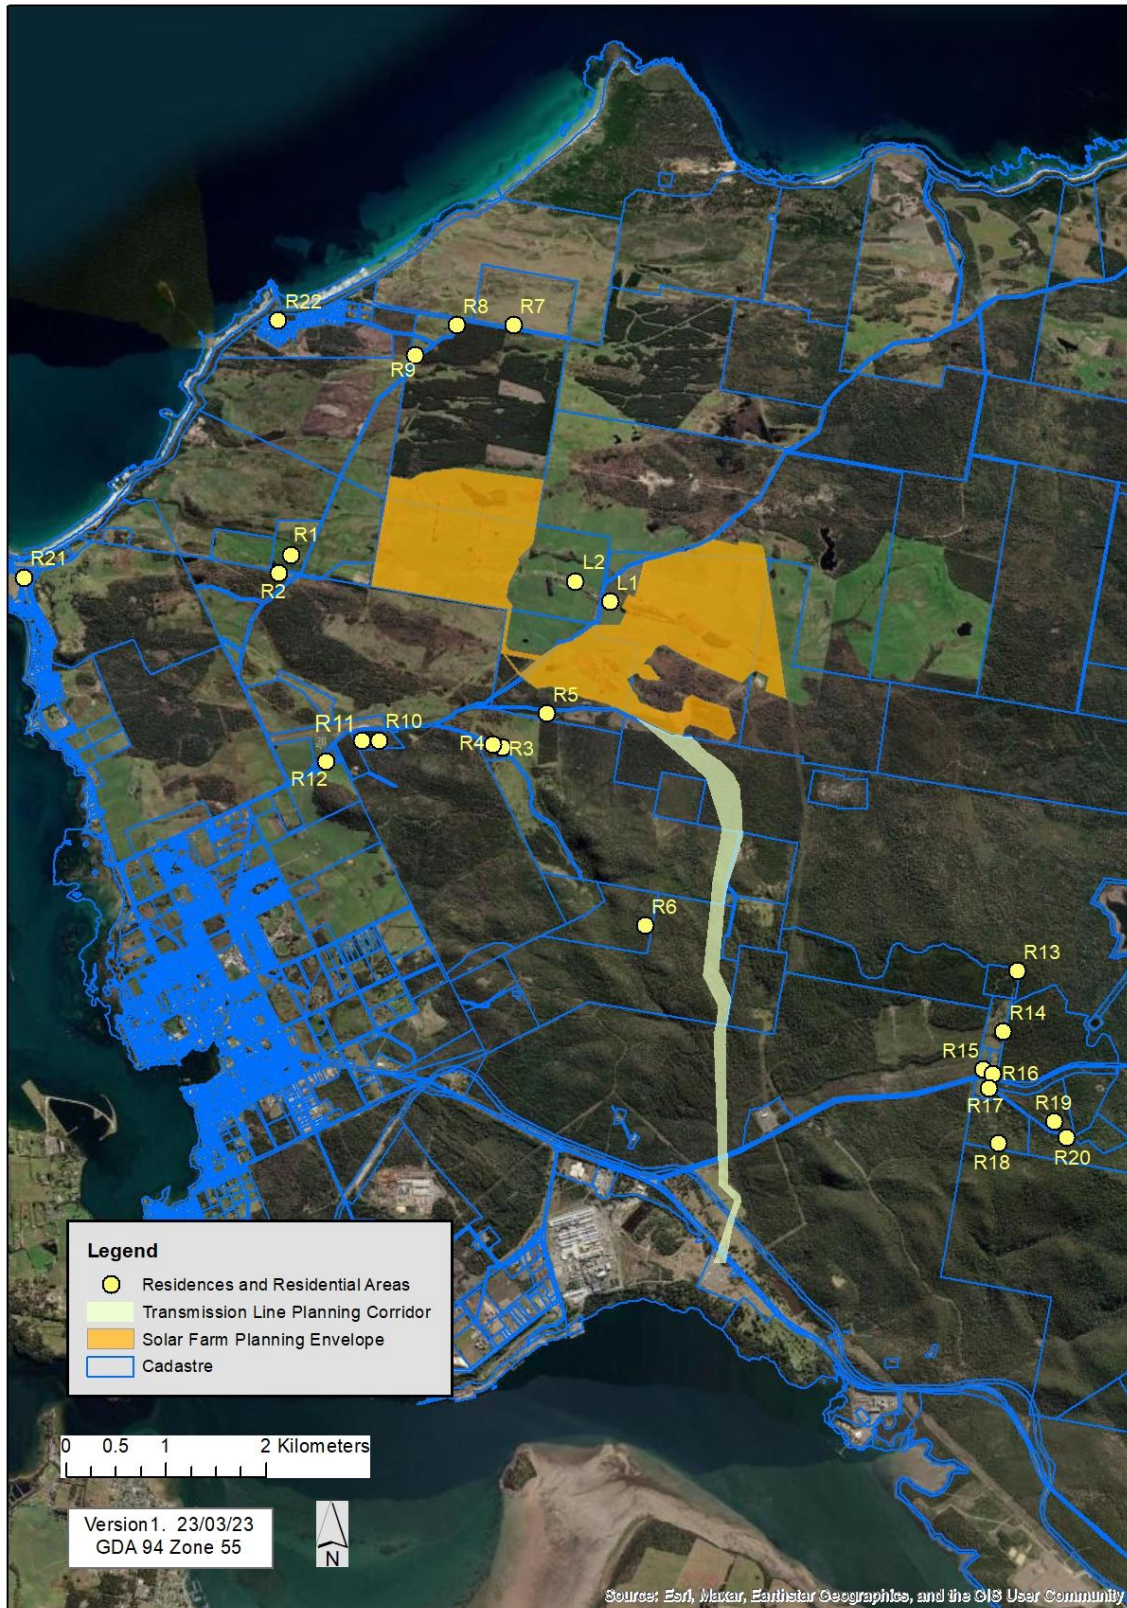 R22
R8
R7
R9
R1
R2
R21
L2
L1
R5
R11
R10
R4
R3
R12
R6
R13
R14
R15
R16
R17
R19
R18
R20
Legend
Residences and Residential Areas
Transmission Line Planning Corridor
Solar Farm Planning Envelope
Cadastre
0 0.5 1 2 Kilometers
Version1. 23/03/23
GDA 94 Zone 55
N
Source: Esri, Maxar, Earthstar Geographics, and the GIS User Community